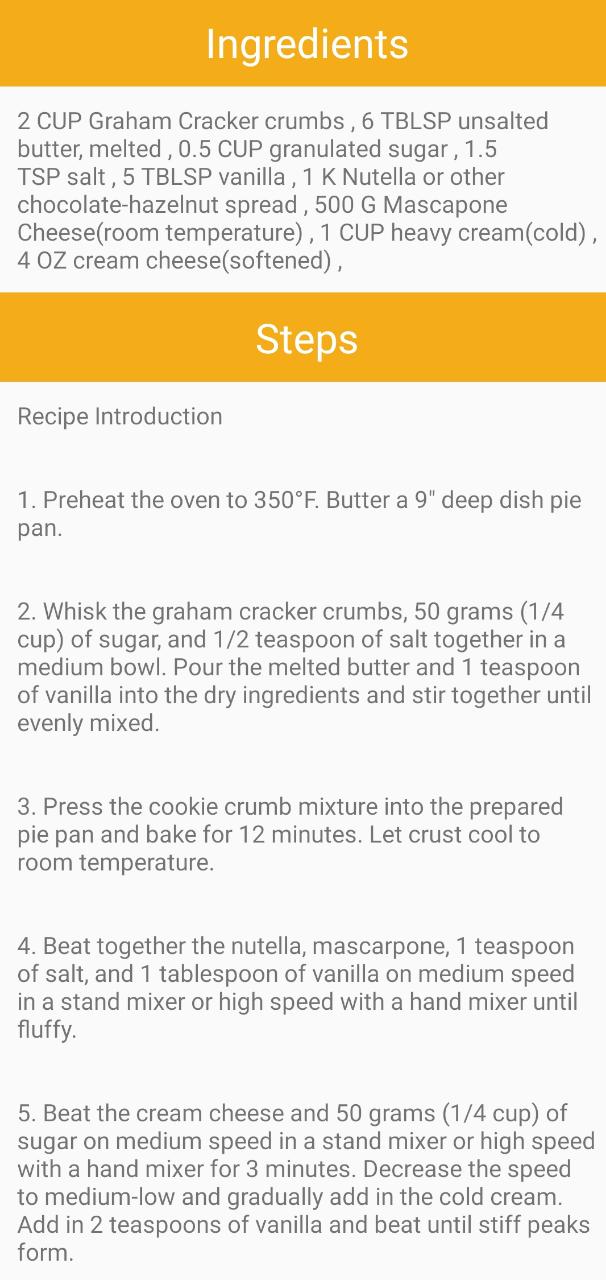 Ingredients
2 CUP Graham Cracker crumbs , 6 TBLSP unsalted
butter, melted , 0.5 CUP granulated sugar , 1.5
TSP salt , 5 TBLSP vanilla , 1 K Nutella or other
chocolate-hazelnut spread , 500 G Mascapone
Cheese(room temperature) , 1 CUP heavy cream(cold) ,
4 OZ cream cheese(softened) ,
Steps
Recipe Introduction
1. Preheat the oven to 350°F. Butter a 9" deep dish pie
pan.
2. Whisk the graham cracker crumbs, 50 grams (1/4
cup) of sugar, and 1/2 teaspoon of salt together in a
medium bowl. Pour the melted butter and 1 teaspoon
of vanilla into the dry ingredients and stir together until
evenly mixed.
3. Press the cookie crumb mixture into the prepared
pie pan and bake for 12 minutes. Let crust cool to
room temperature.
4. Beat together the nutella, mascarpone, 1 teaspoon
of salt, and 1 tablespoon of vanilla on medium speed
in a stand mixer or high speed with a hand mixer until
fluffy.
5. Beat the cream cheese and 50 grams (1/4 cup) of
sugar on medium speed in a stand mixer or high speed
with a hand mixer for 3 minutes. Decrease the speed
to medium-low and gradually add in the cold cream.
Add in 2 teaspoons of vanilla and beat until stiff peaks
form.